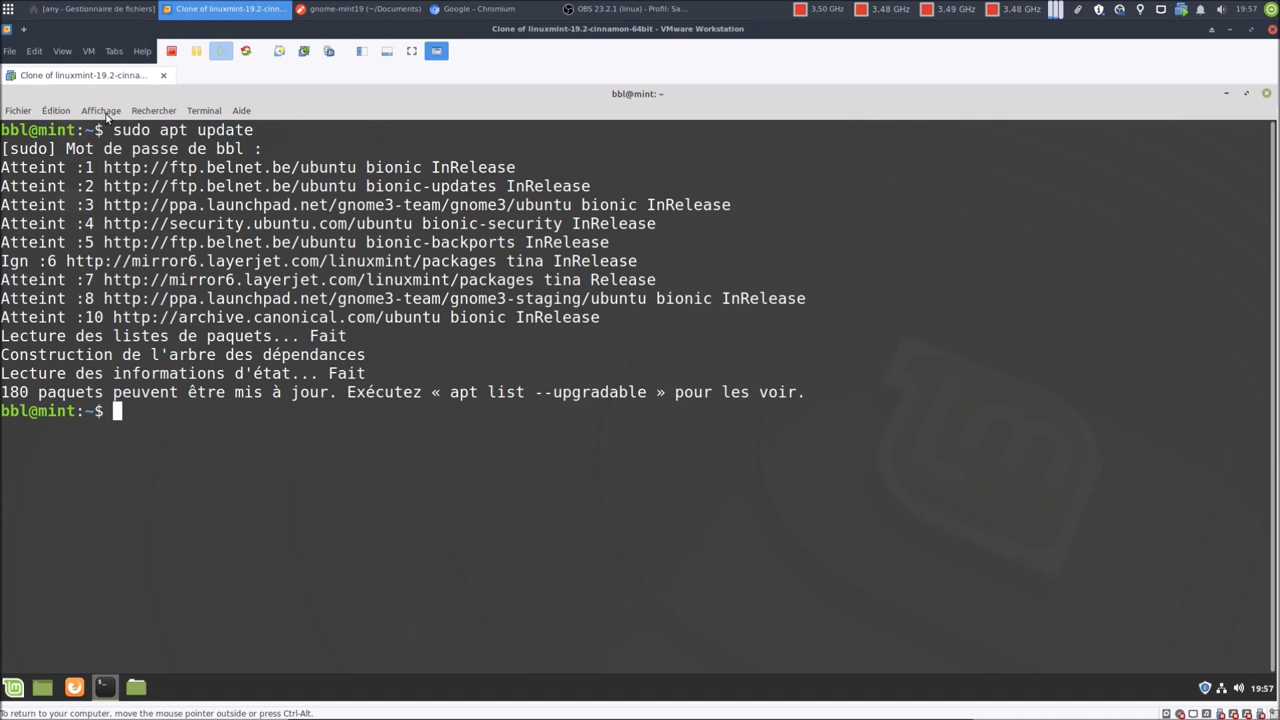 [any - Gestionnaire de fichiers]
Clone of linuxmint-19.2-cinn...
gnome-mint19 (~/Documents)
Google - Chromium
OBS 23.2.1 (linux) - Profil: Sa...
3,50 GHz
3,48 GHz
3,49 GHz
3,48 GHz
19:57
Clone of linuxmint-19.2-cinnamon-64bit - VMware Workstation
File Edit View VM Tabs Help
Clone of linuxmint-19.2-cinna...
bbl@mint: ~
Fichier Édition Affichage Rechercher Terminal Aide
bbl@mint:~$ sudo apt update
[sudo] Mot de passe de bbl :
Atteint :1 http://ftp.belnet.be/ubuntu bionic InRelease
Atteint :2 http://ftp.belnet.be/ubuntu bionic-updates InRelease
Atteint :3 http://ppa.launchpad.net/gnome3-team/gnome3/ubuntu bionic InRelease
Atteint :4 http://security.ubuntu.com/ubuntu bionic-security InRelease
Atteint :5 http://ftp.belnet.be/ubuntu bionic-backports InRelease
Ign :6 http://mirror6.layerjet.com/linuxmint/packages tina InRelease
Atteint :7 http://mirror6.layerjet.com/linuxmint/packages tina Release
Atteint :8 http://ppa.launchpad.net/gnome3-team/gnome3-staging/ubuntu bionic InRelease
Atteint :10 http://archive.canonical.com/ubuntu bionic InRelease
Lecture des listes de paquets... Fait
Construction de l'arbre des dépendances
Lecture des informations d'état... Fait
180 paquets peuvent être mis à jour. Exécutez « apt list --upgradable » pour les voir.
bbl@mint:~$
19:57
To return to your computer, move the mouse pointer outside or press Ctrl-Alt.